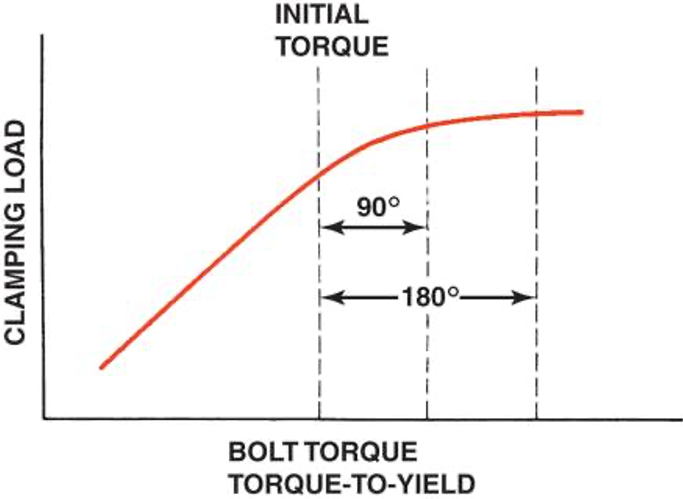 INITIAL
TORQUE
CLAMPING LOAD
90°
180°
BOLT TORQUE
TORQUE-TO-YIELD